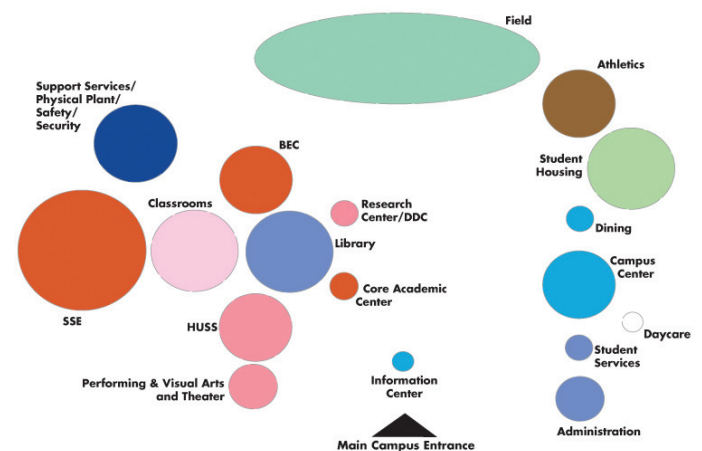 Field
Athletics
Support Services/
Physical Plant/
Safety/
Security
BEC
Student
Housing
Classrooms
Research
Center/DDC
Dining
Library
Campus
Center
Core Academic
Center
SSE
HUSS
Daycare
Student
Services
Information
Center
Performing & Visual Arts
and Theater
Administration
Main Campus Entrance